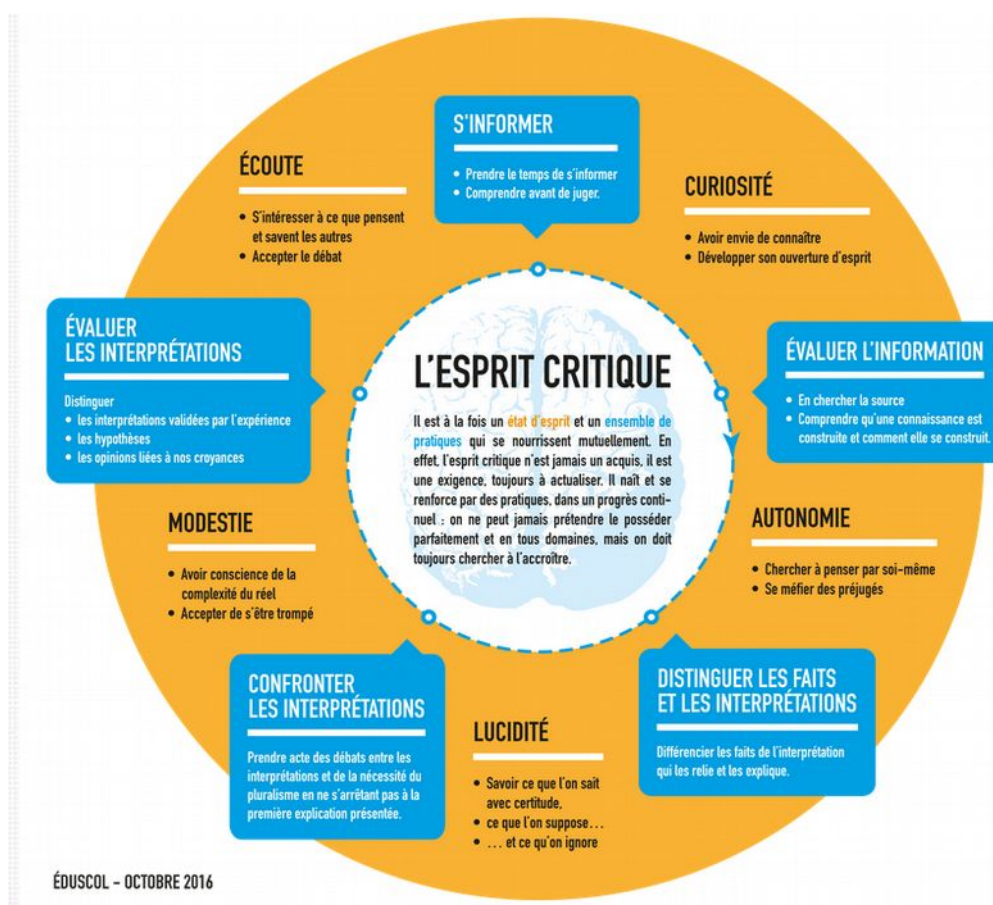 S'INFORMER
• Prendre le temps de s'informer
• Comprendre avant de juger.
CURIOSITÉ
• Avoir envie de connaître
• Développer son ouverture d'esprit
ÉVALUER L'INFORMATION
• En chercher la source
• Comprendre qu'une connaissance est
construite et comment elle se construit.
AUTONOMIE
• Chercher à penser par soi-même
• Se méfier des préjugés
DISTINGUER LES FAITS
ET LES INTERPRÉTATIONS
Différencier les faits de l'interprétation
qui les relie et les explique.
LUCIDITÉ
• Savoir ce que l'on sait
avec certitude,
• ce que l'on suppose…
• … et ce qu'on ignore
CONFRONTER
LES INTERPRÉTATIONS
Prendre acte des débats entre les
interprétations et de la nécessité du
pluralisme en ne s'arrêtant pas à la
première explication présentée.
MODESTIE
• Avoir conscience de la
complexité du réel
• Accepter de s'être trompé
ÉVALUER
LES INTERPRÉTATIONS
Distinguer
• les interprétations validées par l'expérience
• les hypothèses
• les opinions liées à nos croyances
ÉCOUTE
• S'intéresser à ce que pensent
et savent les autres
• Accepter le débat
L'ESPRIT CRITIQUE
Il est à la fois un état d'esprit et un ensemble de
pratiques qui se nourrissent mutuellement. En
effet, l'esprit critique n'est jamais un acquis, il est
une exigence, toujours à actualiser. Il naît et se
renforce par des pratiques, dans un progrès conti-
nuel : on ne peut jamais prétendre le posséder
parfaitement et en tous domaines, mais on doit
toujours chercher à l'accroître.
ÉDUSCOL – OCTOBRE 2016